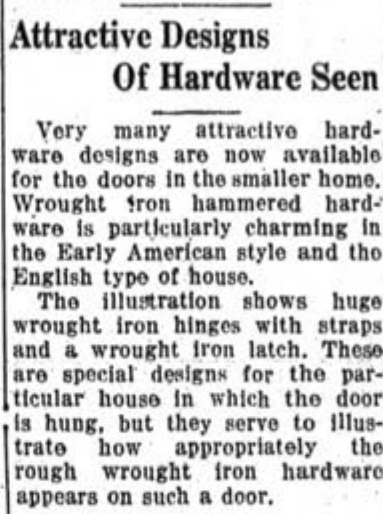 Attractive Designs
Of Hardware Seen
Very many attractive hard-
ware designs are now available
for the doors in the smaller home.
Wrought iron hammered hard-
ware is particularly charming in
the Early American style and the
English type of house.
The illustration shows huge
wrought iron hinges with straps
and a wrought iron latch. These
are special designs for the par-
ticular house in which the door
is hung, but they serve to illus-
trate how appropriately the
rough wrought iron hardware
appears on such a door.